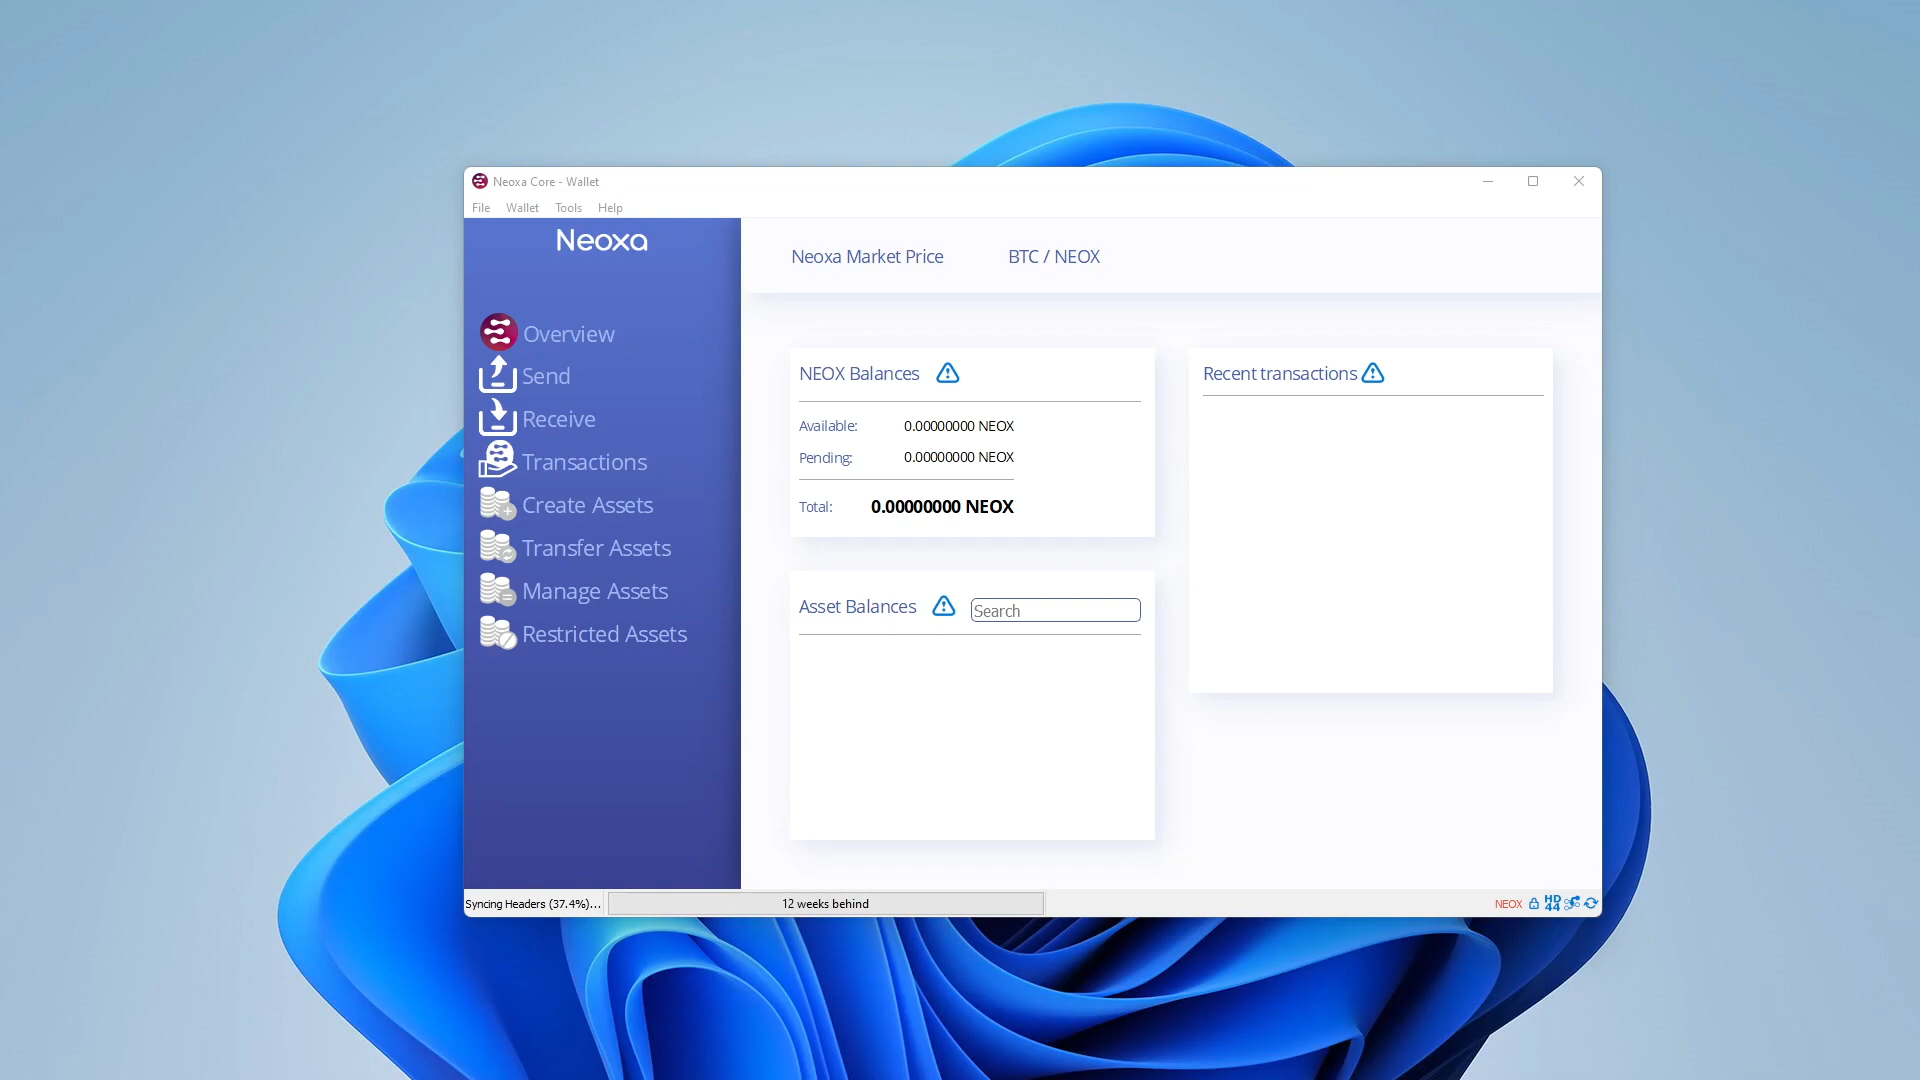 Neoxa Core - Wallet
File Wallet Tools Help
Neoxa
Overview
Send
Receive
Transactions
Create Assets
Transfer Assets
Manage Assets
Restricted Assets
Neoxa Market Price BTC / NEOX
NEOX Balances
Available: 0.00000000 NEOX
Pending: 0.00000000 NEOX
Total: 0.00000000 NEOX
Asset Balances Search
Recent transactions
Syncing Headers (37.4%)... 12 weeks behind NEOX HD 44